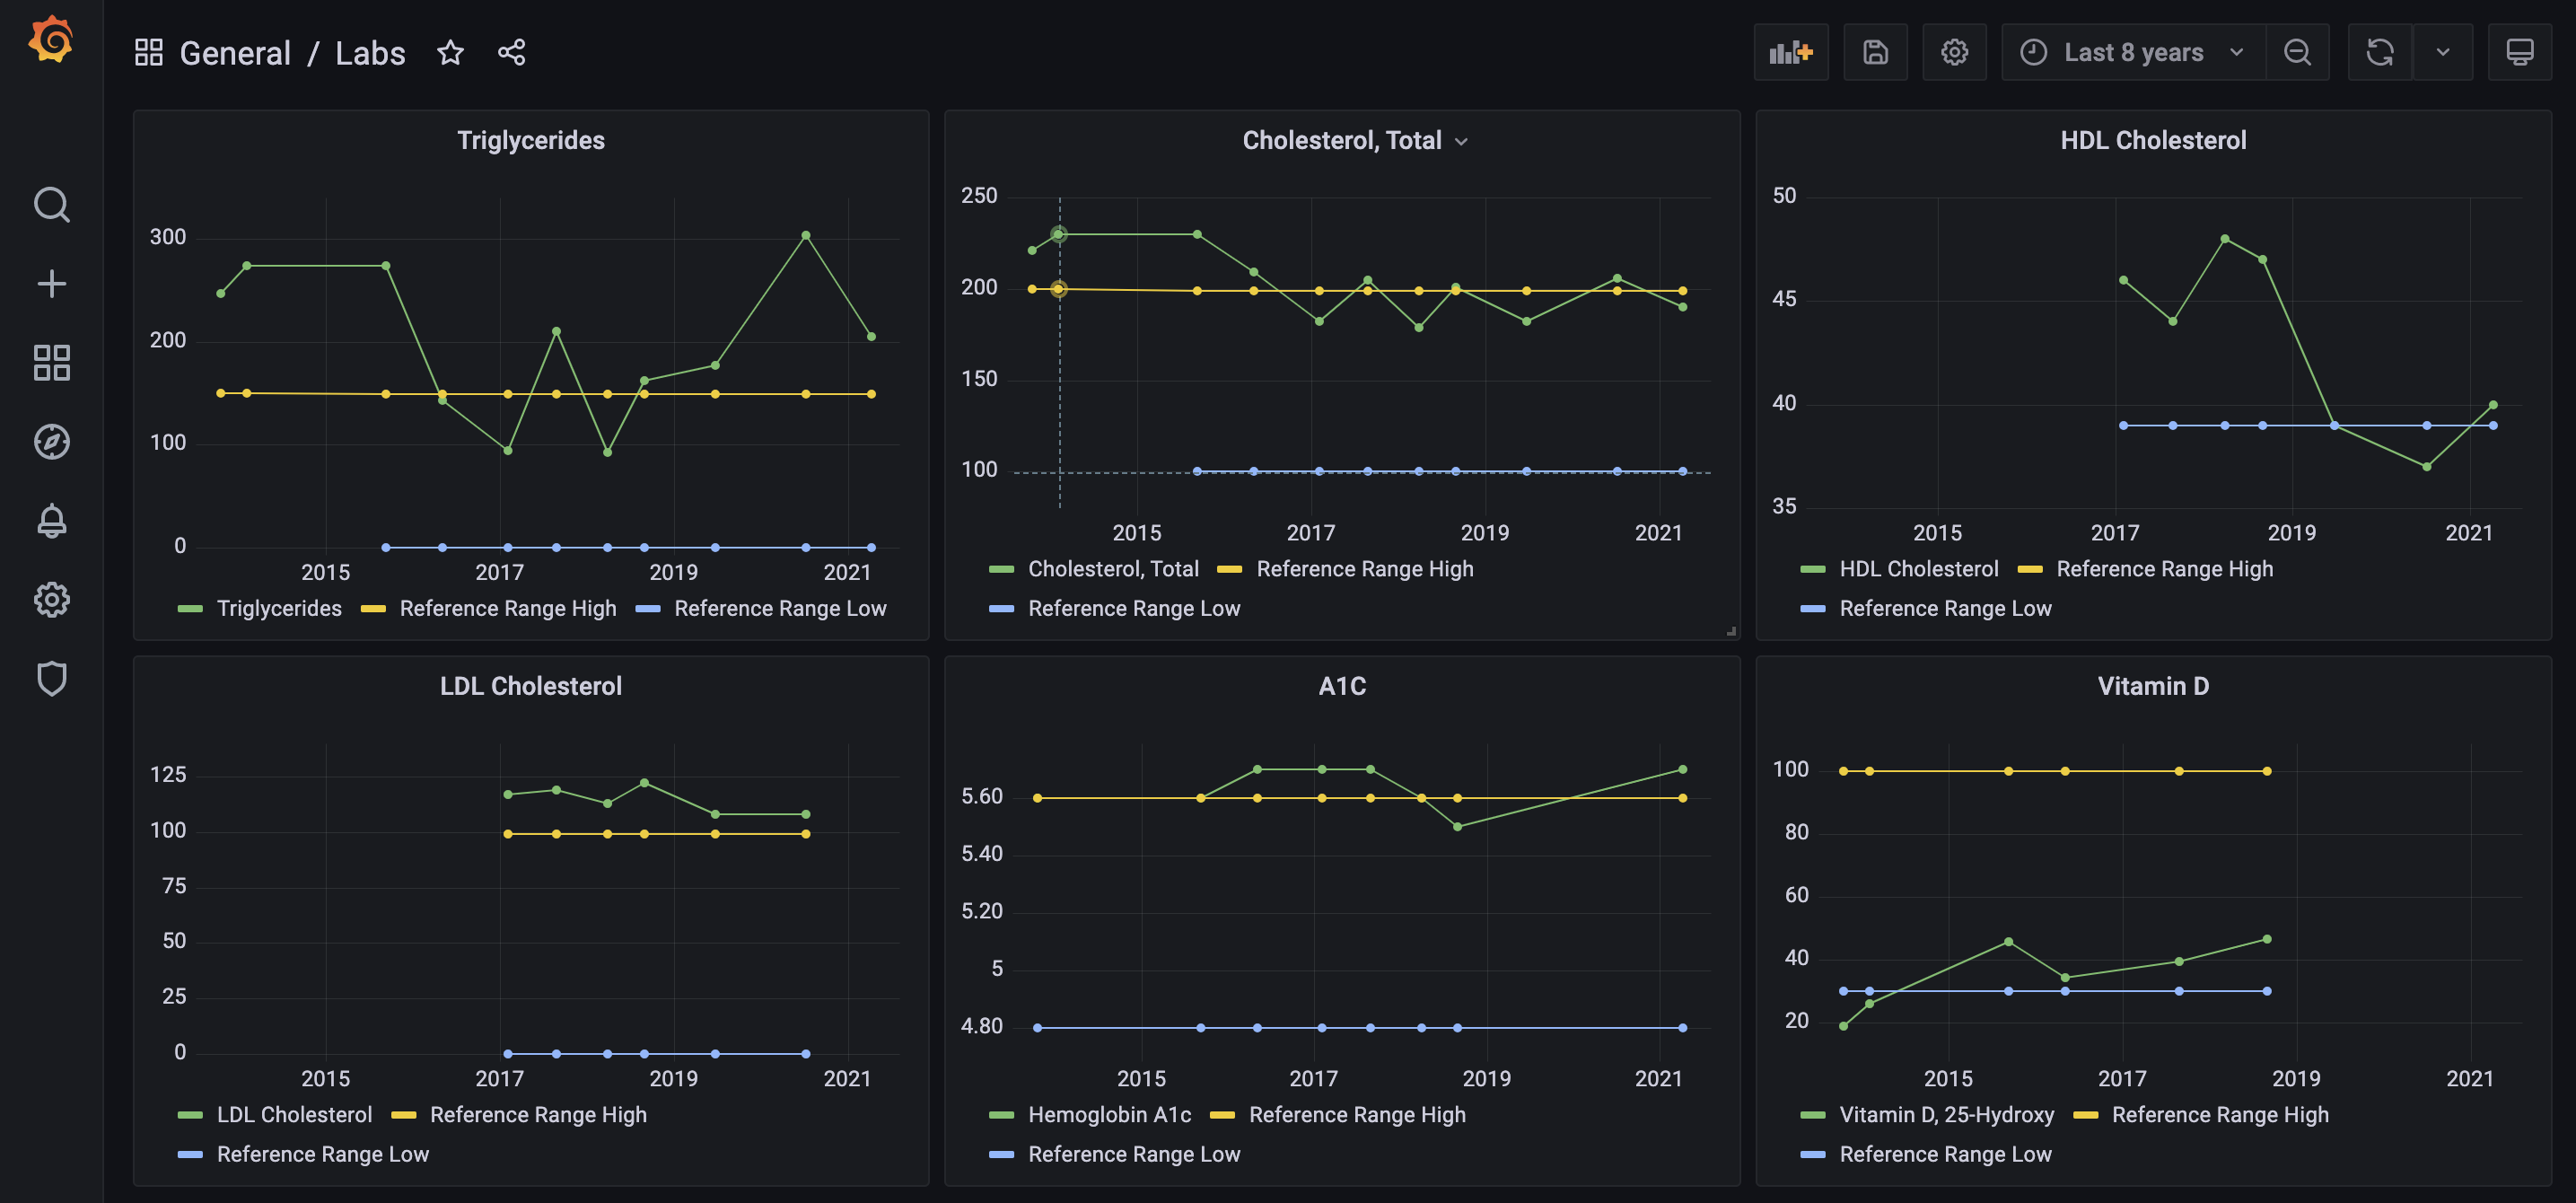 General / Labs
Last 8 years
Triglycerides
300
200
100
0
2015 2017 2019 2021
Triglycerides Reference Range High Reference Range Low
Cholesterol, Total
250
200
150
100
2015 2017 2019 2021
Cholesterol, Total Reference Range High
Reference Range Low
HDL Cholesterol
50
45
40
35
2015 2017 2019 2021
HDL Cholesterol Reference Range High
Reference Range Low
LDL Cholesterol
125
100
75
50
25
0
2015 2017 2019 2021
LDL Cholesterol Reference Range High
Reference Range Low
A1C
5.60
5.40
5.20
5
4.80
2015 2017 2019 2021
Hemoglobin A1c Reference Range High
Reference Range Low
Vitamin D
100
80
60
40
20
2015 2017 2019 2021
Vitamin D, 25-Hydroxy Reference Range High
Reference Range Low